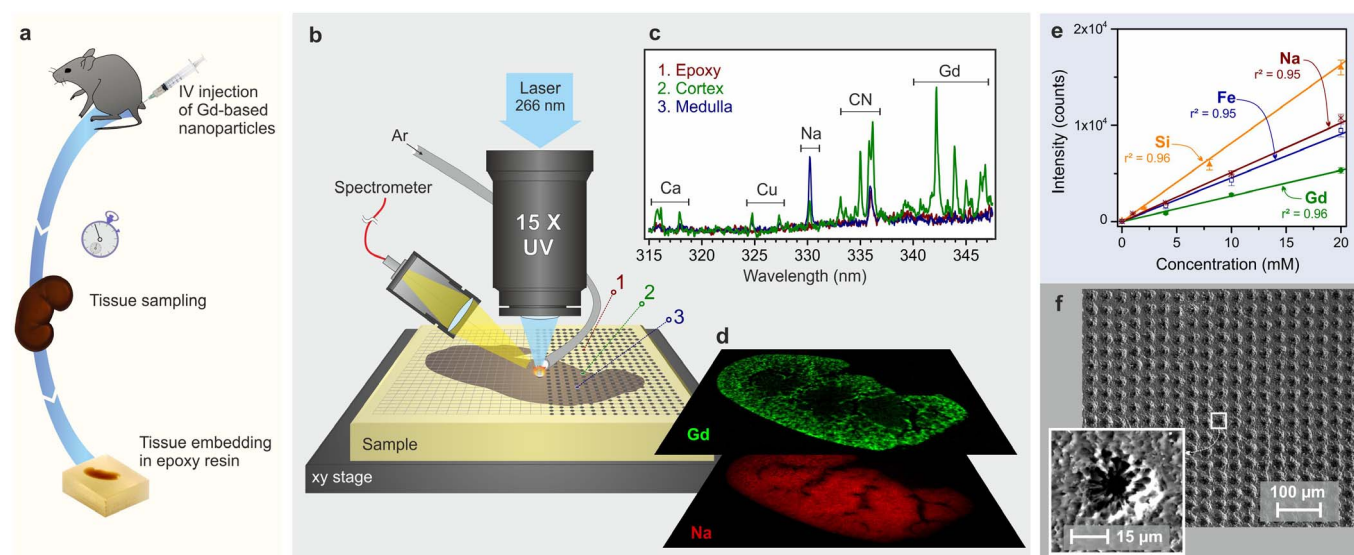 a
IV injection
of Gd-based
nanoparticles
Tissue sampling
Tissue embedding
in epoxy resin
b
Laser
266 nm
Ar
Spectrometer
15 X
UV
1
2
3
Sample
xy stage
c
1. Epoxy
2. Cortex
3. Medulla
Ca
Cu
Na
CN
Gd
315 320 325 330 335 340 345
Wavelength (nm)
d
Gd
Na
e
2x10⁴
1x10⁴
0
Intensity (counts)
Na
r² = 0.95
Fe
r² = 0.95
Si
r² = 0.96
Gd
r² = 0.96
0 5 10 15 20
Concentration (mM)
f
100 µm
15 µm